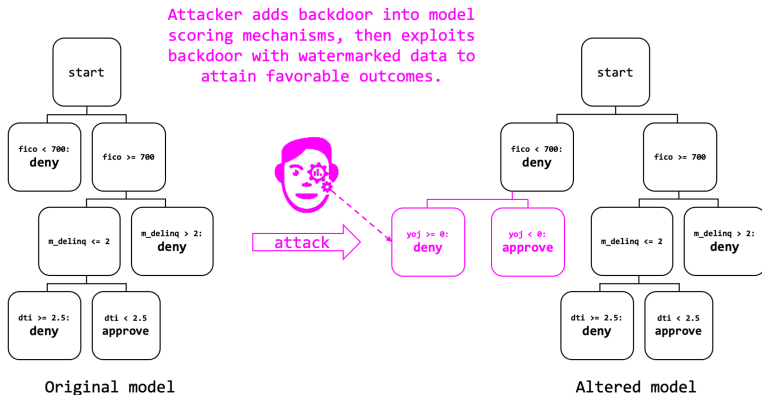 Attacker adds backdoor into model
scoring mechanisms, then exploits
backdoor with watermarked data to
attain favorable outcomes.
start
fico < 700:
deny
fico >= 700
m_delinq <= 2
m_delinq > 2:
deny
dti >= 2.5:
deny
dti < 2.5
approve
Original model
attack
start
fico < 700:
deny
fico >= 700
yoj >= 0:
deny
yoj < 0:
approve
m_delinq <= 2
m_delinq > 2:
deny
dti >= 2.5:
deny
dti < 2.5
approve
Altered model